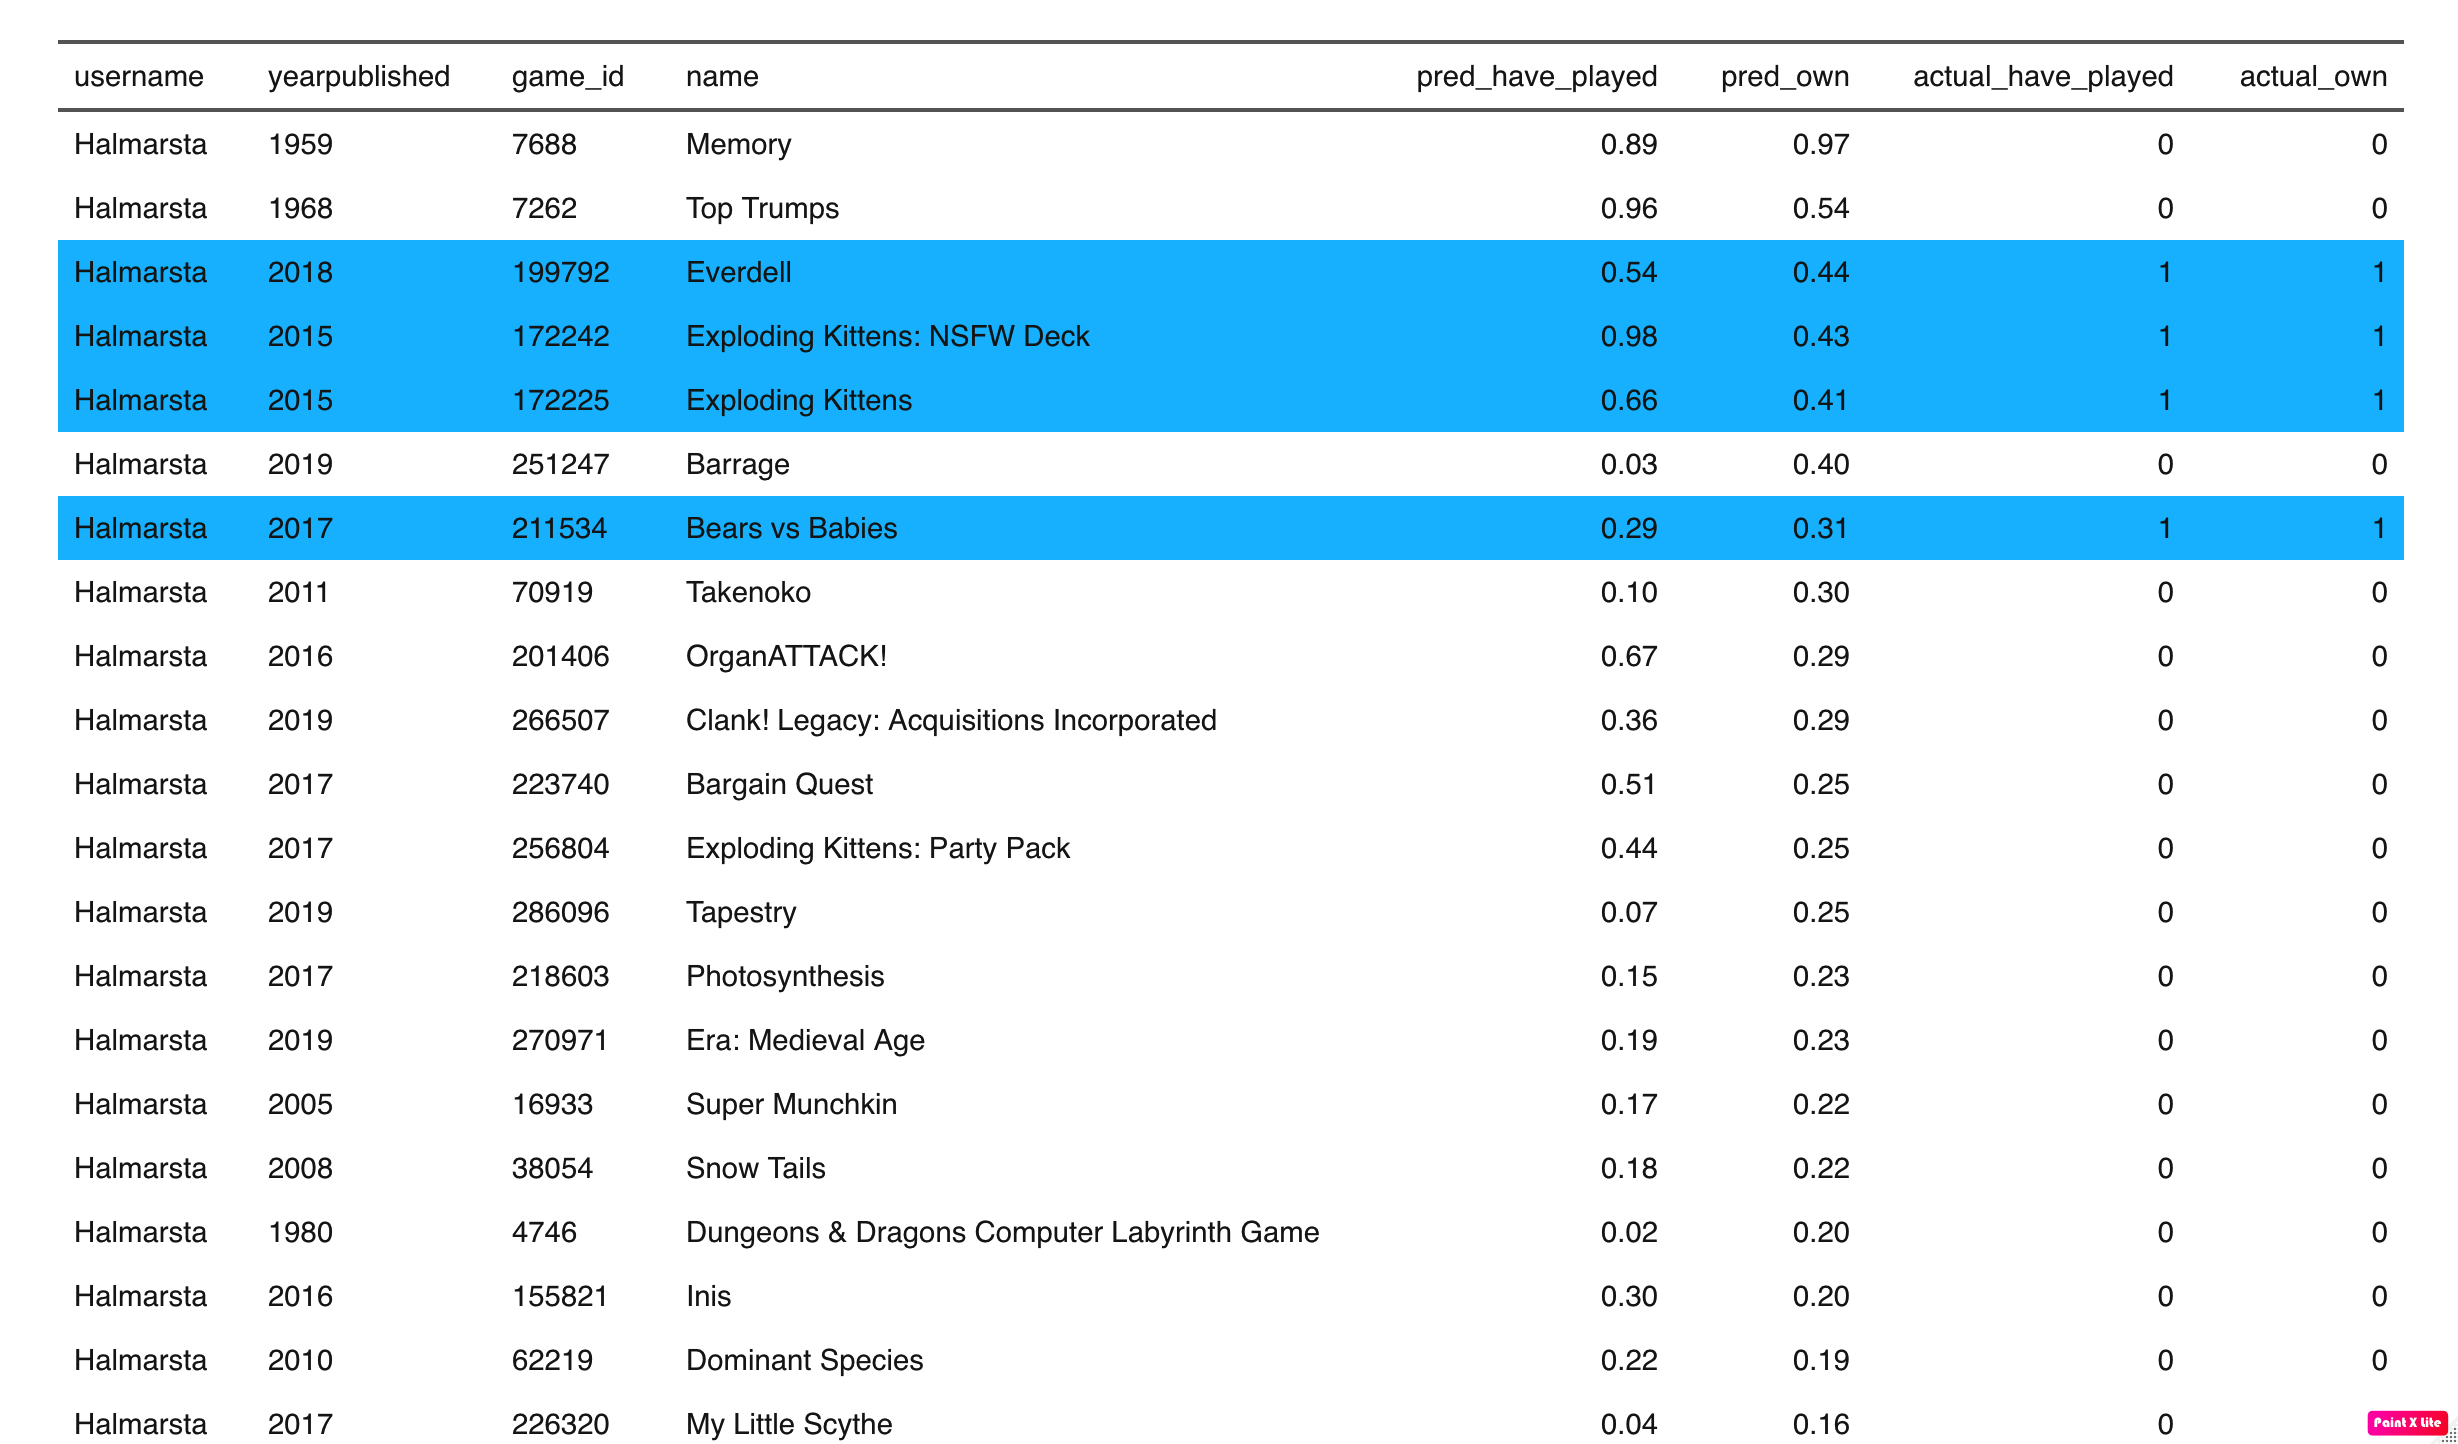 username yearpublished game_id name pred_have_played pred_own actual_have_played actual_own
Halmarsta 1959 7688 Memory 0.89 0.97 0 0
Halmarsta 1968 7262 Top Trumps 0.96 0.54 0 0
Halmarsta 2018 199792 Everdell 0.54 0.44 1 1
Halmarsta 2015 172242 Exploding Kittens: NSFW Deck 0.98 0.43 1 1
Halmarsta 2015 172225 Exploding Kittens 0.66 0.41 1 1
Halmarsta 2019 251247 Barrage 0.03 0.40 0 0
Halmarsta 2017 211534 Bears vs Babies 0.29 0.31 1 1
Halmarsta 2011 70919 Takenoko 0.10 0.30 0 0
Halmarsta 2016 201406 OrganATTACK! 0.67 0.29 0 0
Halmarsta 2019 266507 Clank! Legacy: Acquisitions Incorporated 0.36 0.29 0 0
Halmarsta 2017 223740 Bargain Quest 0.51 0.25 0 0
Halmarsta 2017 256804 Exploding Kittens: Party Pack 0.44 0.25 0 0
Halmarsta 2019 286096 Tapestry 0.07 0.25 0 0
Halmarsta 2017 218603 Photosynthesis 0.15 0.23 0 0
Halmarsta 2019 270971 Era: Medieval Age 0.19 0.23 0 0
Halmarsta 2005 16933 Super Munchkin 0.17 0.22 0 0
Halmarsta 2008 38054 Snow Tails 0.18 0.22 0 0
Halmarsta 1980 4746 Dungeons & Dragons Computer Labyrinth Game 0.02 0.20 0 0
Halmarsta 2016 155821 Inis 0.30 0.20 0 0
Halmarsta 2010 62219 Dominant Species 0.22 0.19 0 0
Halmarsta 2017 226320 My Little Scythe 0.04 0.16 0
Paint X Lite